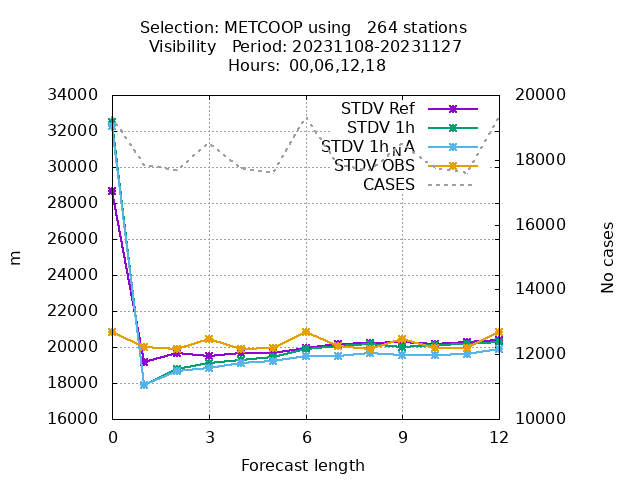 Selection: METCOOP using   264 stations
Visibility   Period: 20231108-20231127
Hours: 00,06,12,18
34000
32000
30000
28000
26000
24000
22000
20000
18000
16000
m
STDV Ref
STDV 1h
STDV 1h_NA
STDV OBS
CASES
20000
18000
16000
14000
12000
10000
No cases
0 3 6 9 12
Forecast length